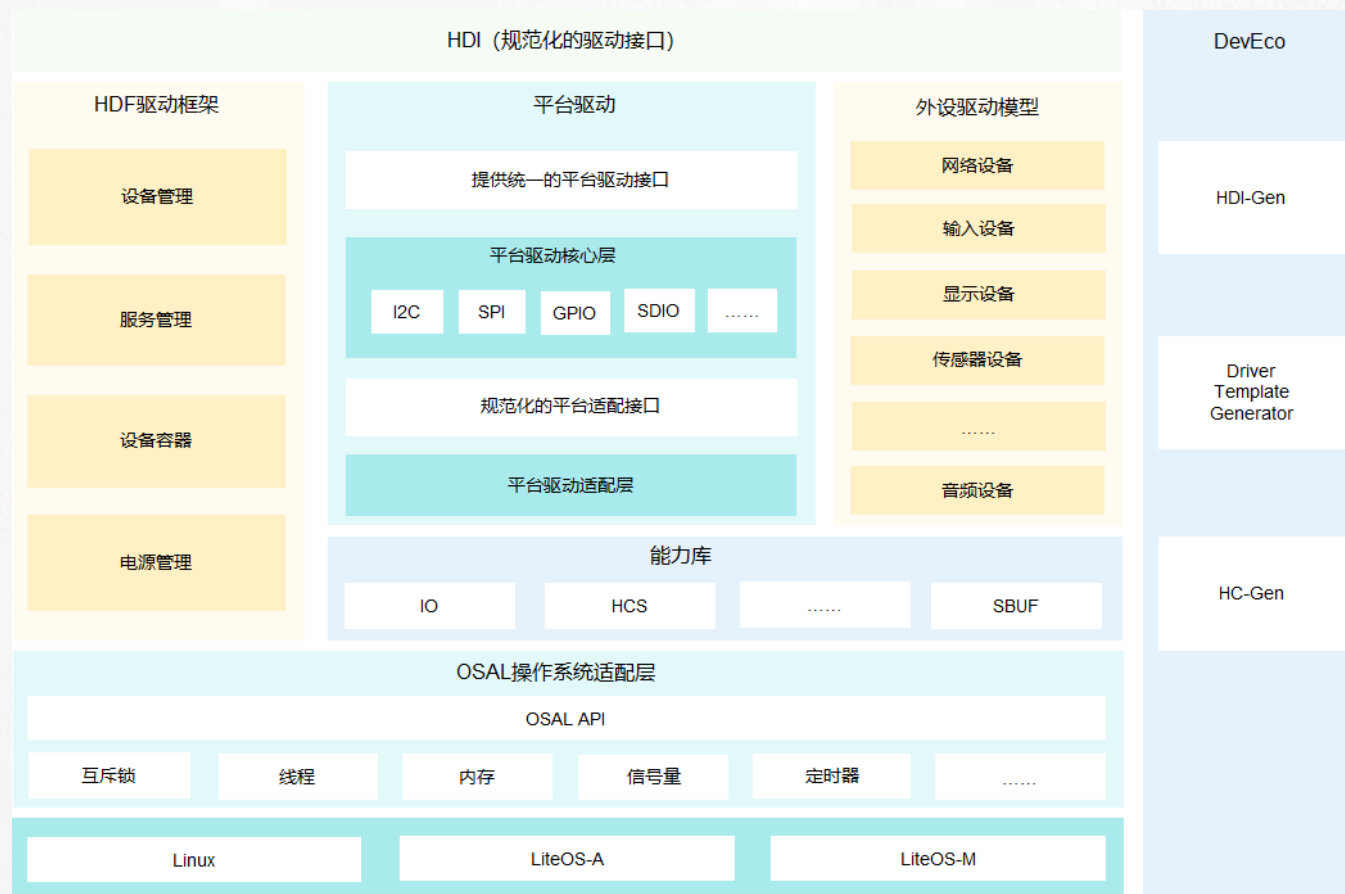 HDI（规范化的驱动接口）
HDF驱动框架
设备管理
服务管理
设备容器
电源管理
平台驱动
提供统一的平台驱动接口
平台驱动核心层
I2C
SPI
GPIO
SDIO
……
规范化的平台适配接口
平台驱动适配层
外设驱动模型
网络设备
输入设备
显示设备
传感器设备
……
音频设备
能力库
IO
HCS
……
SBUF
OSAL操作系统适配层
OSAL API
互斥锁
线程
内存
信号量
定时器
……
Linux
LiteOS-A
LiteOS-M
DevEco
HDI-Gen
Driver
Template
Generator
HC-Gen